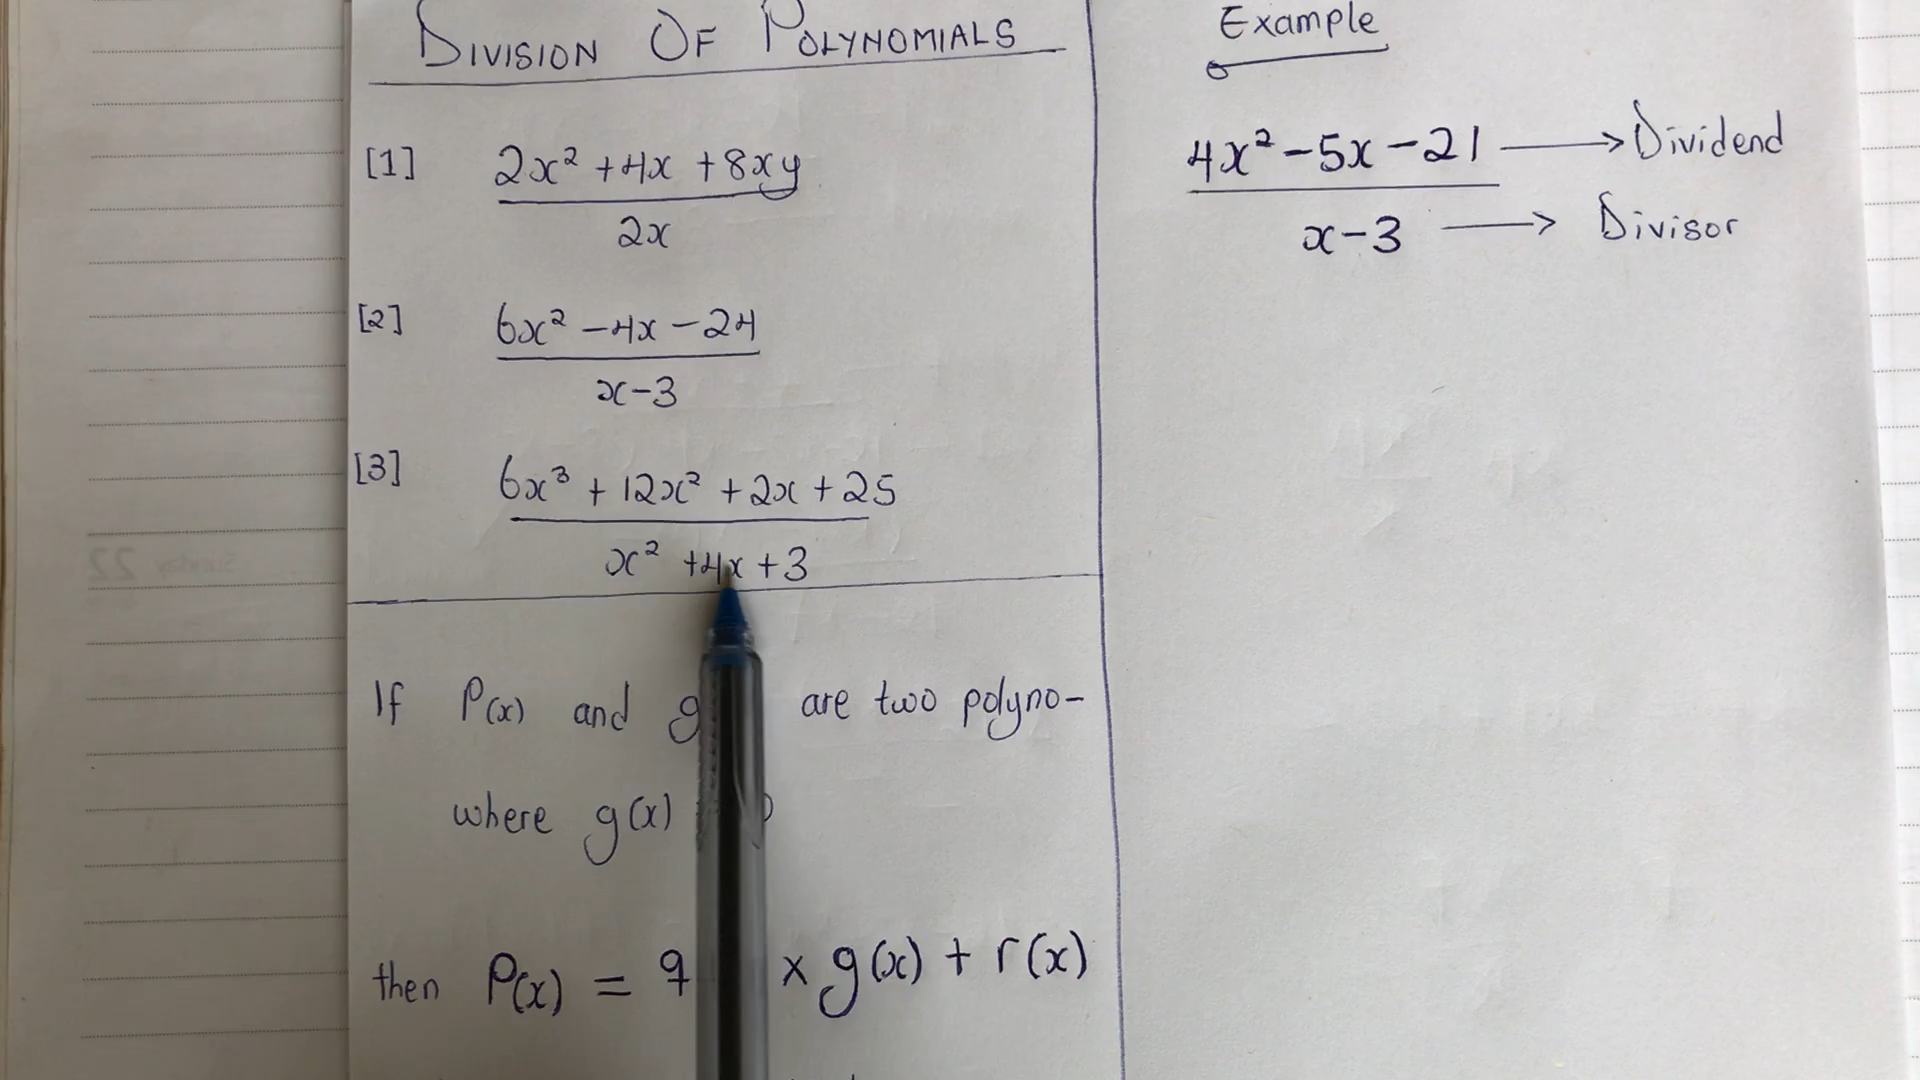 DIVISION OF POLYNOMIALS
[1] 2x² + 4x + 8xy
2x
[2] 6x² - 4x - 24
x-3
[3] 6x³ + 12x² + 2x + 25
x² + 4x + 3
If P(x) and are two polyno-
where g(x)
then P(x) = q × g(x) + r(x)
Example
4x² - 5x - 21 → Dividend
x-3 → Divisor